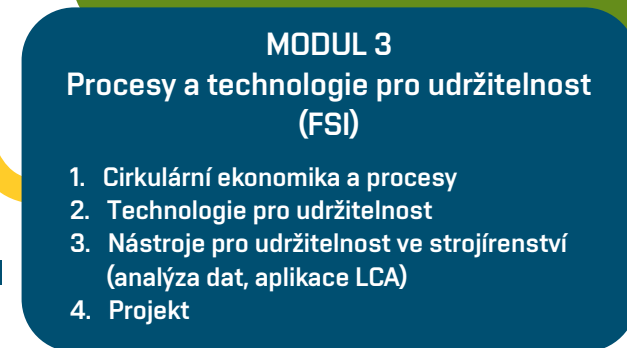 MODUL 3
Procesy a technologie pro udržitelnost
(FSI)
1. Cirkulární ekonomika a procesy
2. Technologie pro udržitelnost
3. Nástroje pro udržitelnost ve strojírenství
(analýza dat, aplikace LCA)
4. Projekt